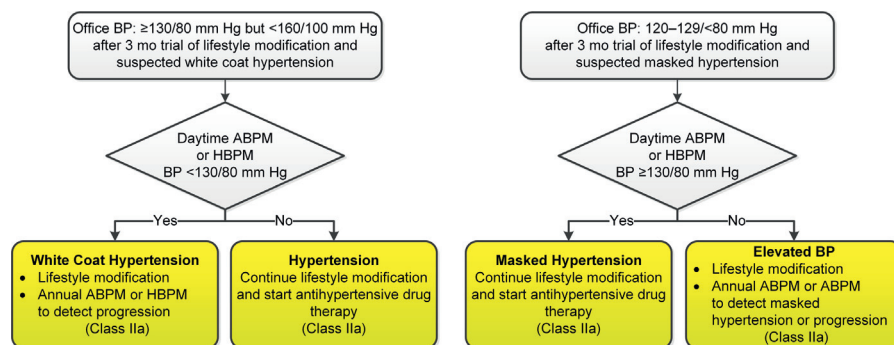 Office BP: ≥130/80 mm Hg but <160/100 mm Hg
after 3 mo trial of lifestyle modification and
suspected white coat hypertension
Daytime ABPM
or HBPM
BP <130/80 mm Hg
Yes
No
White Coat Hypertension
• Lifestyle modification
• Annual ABPM or HBPM
to detect progression
(Class IIa)
Hypertension
Continue lifestyle modification
and start antihypertensive drug
therapy
(Class IIa)
Office BP: 120–129/<80 mm Hg
after 3 mo trial of lifestyle modification and
suspected masked hypertension
Daytime ABPM
or HBPM
BP ≥130/80 mm Hg
Yes
No
Masked Hypertension
Continue lifestyle modification
and start antihypertensive drug
therapy
(Class IIa)
Elevated BP
• Lifestyle modification
• Annual ABPM or ABPM
to detect masked
hypertension or progression
(Class IIa)